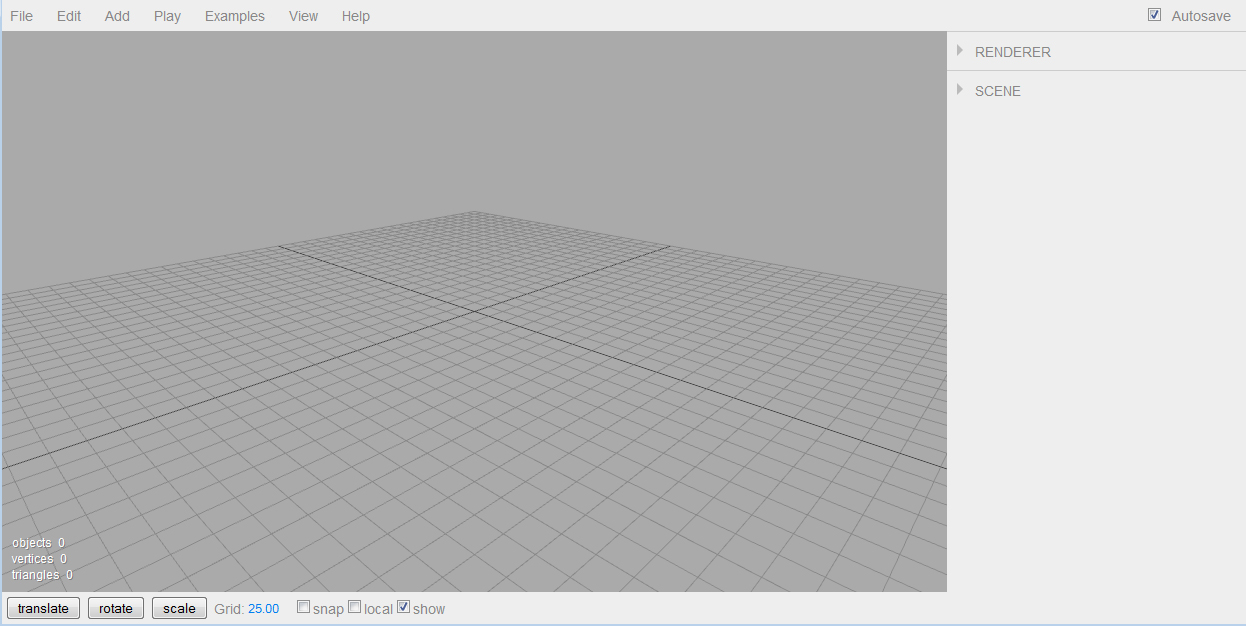 File Edit Add Play Examples View Help Autosave
RENDERER
SCENE
objects 0
vertices 0
triangles 0
translate rotate scale Grid: 25.00 snap local show